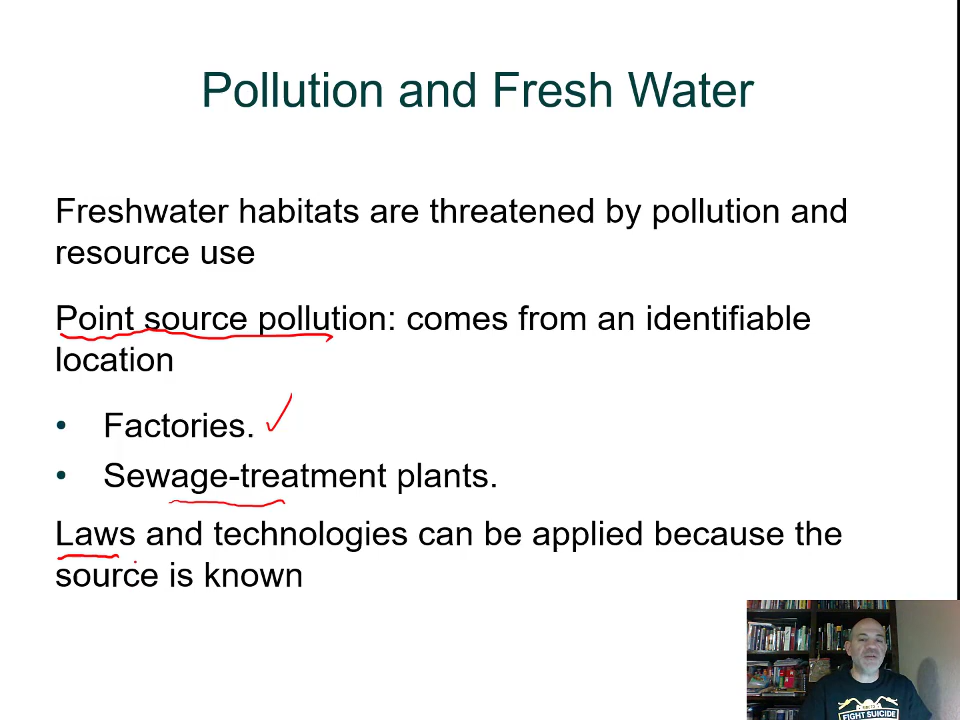 Pollution and Fresh Water
Freshwater habitats are threatened by pollution and
resource use
Point source pollution: comes from an identifiable
location
• Factories.
• Sewage-treatment plants.
Laws and technologies can be applied because the
source is known
FIGHT SUICIDE